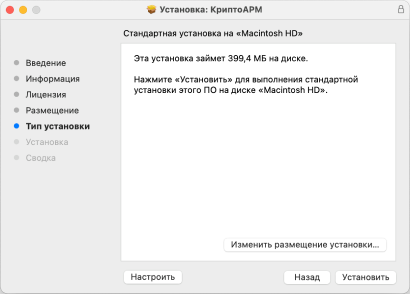 Установка: КриптоАРМ
Стандартная установка на «Macintosh HD»
Введение
Информация
Лицензия
Размещение
Тип установки
Установка
Сводка
Эта установка займет 399,4 МБ на диске.
Нажмите «Установить» для выполнения стандартной
установки этого ПО на диске «Macintosh HD».
Изменить размещение установки...
Настроить
Назад
Установить